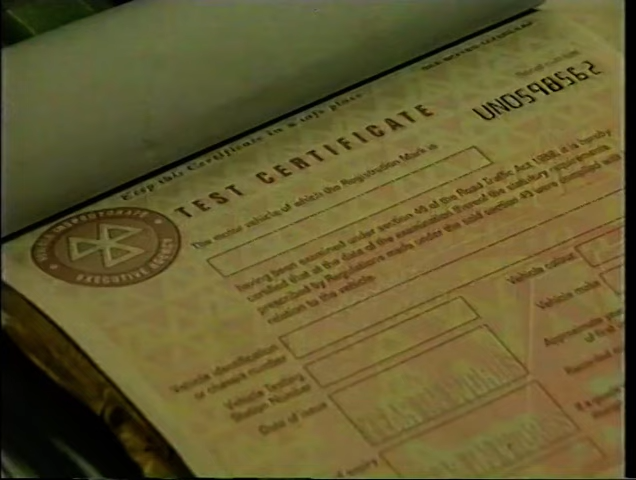 Keep this Certificate in a safe place
TEST CERTIFICATE
UN0598562
The motor vehicle of which the Registration Mark is
having been examined under section 45 of the Road Traffic Act 1988, it is hereby
certified that at the date of the examination thereof the statutory requirements
prescribed by Regulations made under the said section 45 were complied with
relation to the vehicle.
VEHICLE INSPECTORATE
EXECUTIVE AGENCY
Vehicle colour
Vehicle identification
or chassis number
Vehicle make
Vehicle Testing
Station Number
Date of issue
expiry